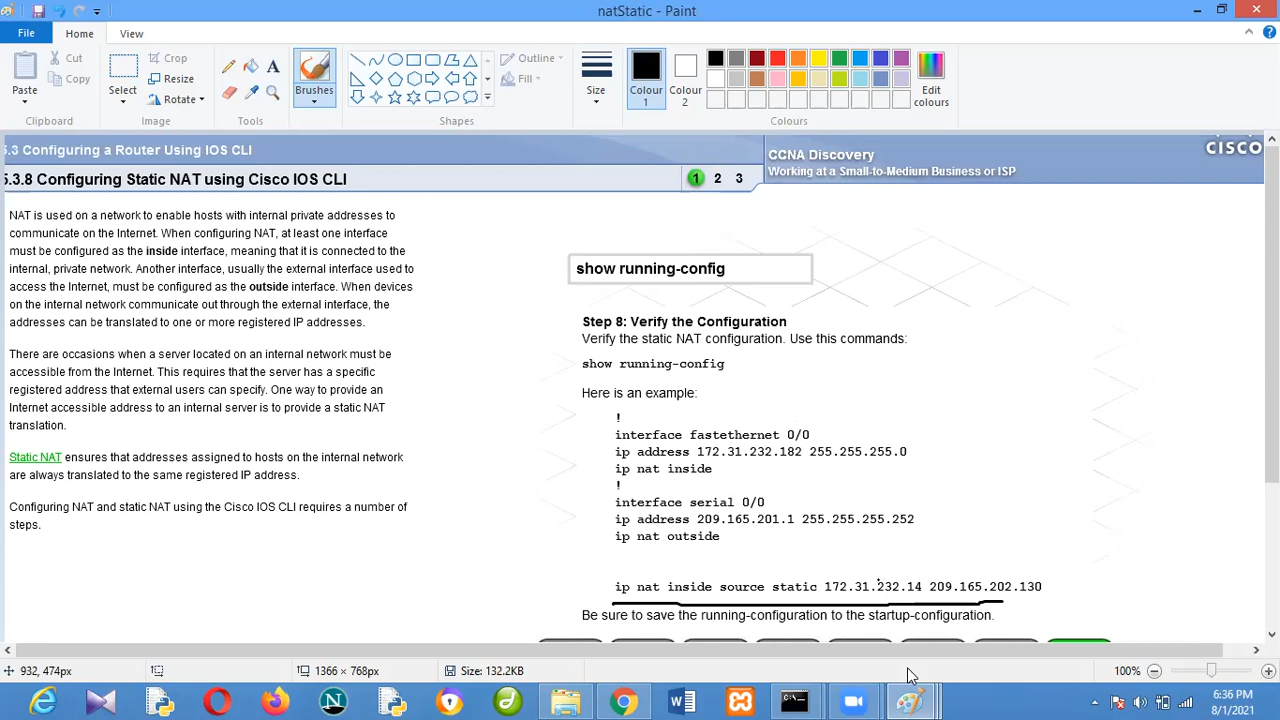 natStatic - Paint
File
Home
View
Paste
Cut
Copy
Clipboard
Select
Crop
Resize
Rotate
Image
A
Tools
Brushes
Outline
Fill
Shapes
Size
Colour 1
Colour 2
Edit colours
Colours
5.3 Configuring a Router Using IOS CLI
5.3.8 Configuring Static NAT using Cisco IOS CLI
1 2 3
CCNA Discovery
Working at a Small-to-Medium Business or ISP
CISCO
NAT is used on a network to enable hosts with internal private addresses to
communicate on the Internet. When configuring NAT, at least one interface
must be configured as the inside interface, meaning that it is connected to the
internal, private network. Another interface, usually the external interface used to
access the Internet, must be configured as the outside interface. When devices
on the internal network communicate out through the external interface, the
addresses can be translated to one or more registered IP addresses.
There are occasions when a server located on an internal network must be
accessible from the Internet. This requires that the server has a specific
registered address that external users can specify. One way to provide an
Internet accessible address to an internal server is to provide a static NAT
translation.
Static NAT ensures that addresses assigned to hosts on the internal network
are always translated to the same registered IP address.
Configuring NAT and static NAT using the Cisco IOS CLI requires a number of
steps.
show running-config
Step 8: Verify the Configuration
Verify the static NAT configuration. Use this commands:
show running-config
Here is an example:
!
interface fastethernet 0/0
ip address 172.31.232.182 255.255.255.0
ip nat inside
!
interface serial 0/0
ip address 209.165.201.1 255.255.255.252
ip nat outside
ip nat inside source static 172.31.232.14 209.165.202.130
Be sure to save the running-configuration to the startup-configuration.
932, 474px
1366 × 768px
Size: 132.2KB
100%
6:36 PM
8/1/2021